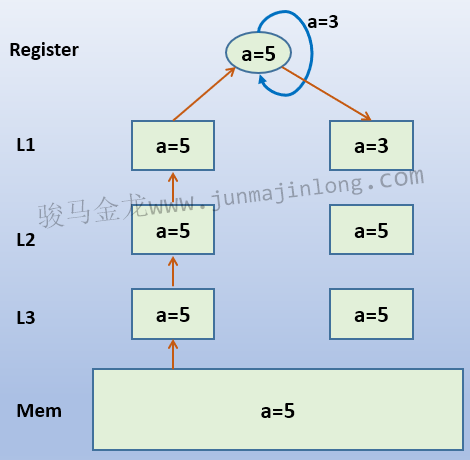 a=3
Register
a=5
L1
a=5
a=3
骏马金龙www.junmajinlong.com
L2
a=5
a=5
L3
a=5
a=5
Mem
a=5